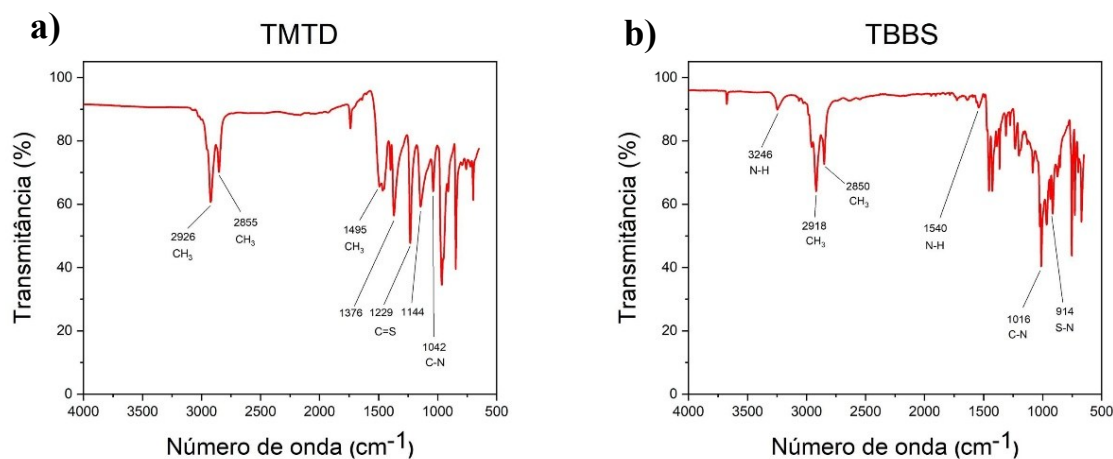 a)
TMTD
Transmitância (%)
100
80
60
40
20
0
2926
CH₃
2855
CH₃
1495
CH₃
1376
1229
C=S
1144
1042
C-N
4000 3500 3000 2500 2000 1500 1000 500
Número de onda (cm⁻¹)
b)
TBBS
Transmitância (%)
100
80
60
40
20
0
3246
N-H
2918
CH₃
2850
CH₃
1540
N-H
1016
C-N
914
S-N
4000 3500 3000 2500 2000 1500 1000 500
Número de onda (cm⁻¹)